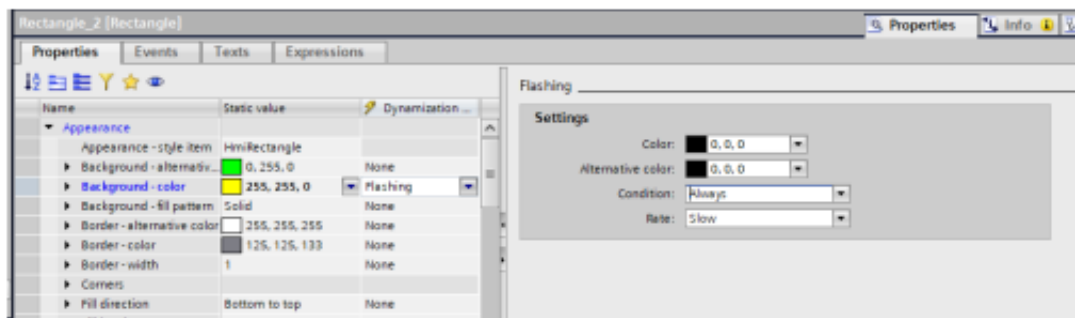 Rectangle_2 [Rectangle]
Properties Info
Properties Events Texts Expressions
Name Static value Dynamization ...
Appearance
Appearance - style item HmiRectangle
Background - alternativ... 0, 255, 0 None
Background - color 255, 255, 0 Flashing
Background - fill pattern Solid None
Border - alternative color 255, 255, 255 None
Border - color 125, 125, 133 None
Border - width 1 None
Corners
Fill direction Bottom to top None
Flashing
Settings
Color: 0, 0, 0
Alternative color: 0, 0, 0
Condition: Always
Rate: Slow